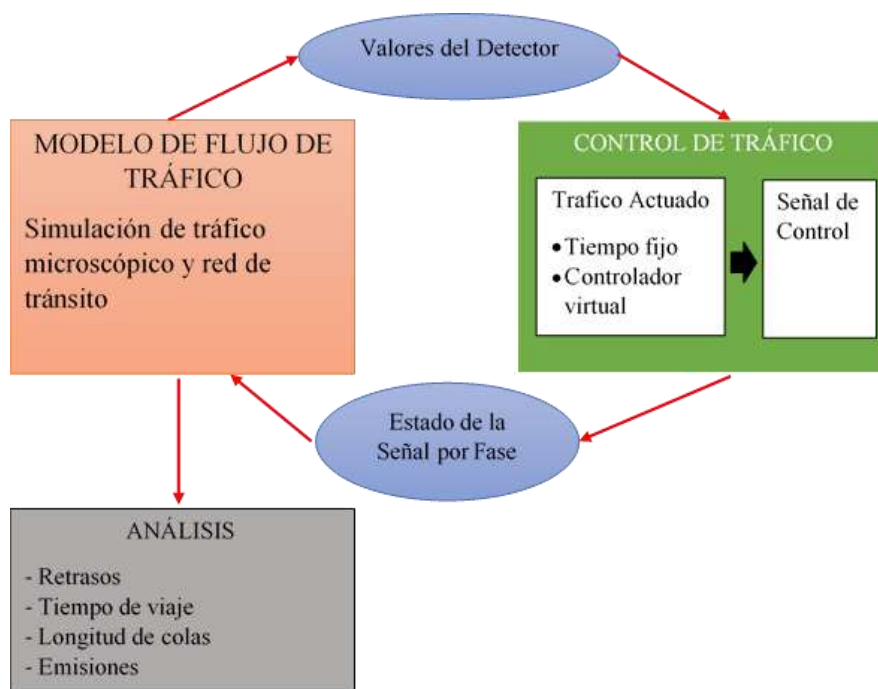 Valores del Detector
MODELO DE FLUJO DE
TRÁFICO
Simulación de tráfico
microscópico y red de
tránsito
CONTROL DE TRÁFICO
Trafico Actuado
• Tiempo fijo
• Controlador
virtual
Señal de
Control
Estado de la
Señal por Fase
ANÁLISIS
- Retrasos
- Tiempo de viaje
- Longitud de colas
- Emisiones